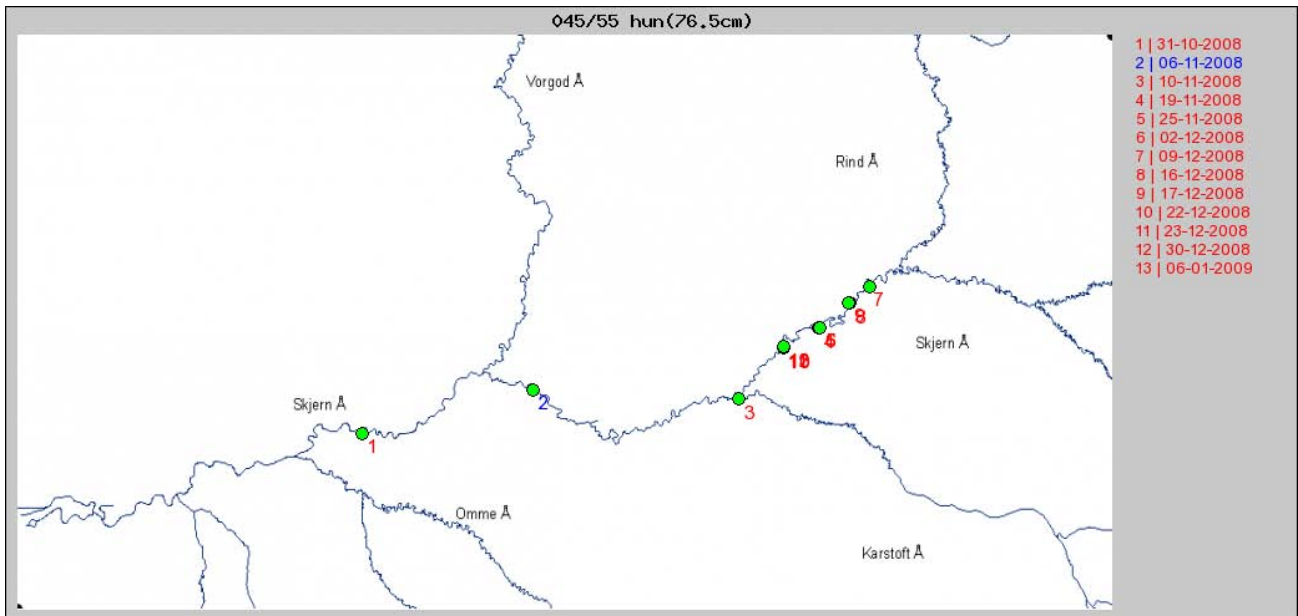 045/55 hun(76.5cm)
1 | 31-10-2008
2 | 06-11-2008
3 | 10-11-2008
4 | 19-11-2008
5 | 25-11-2008
6 | 02-12-2008
7 | 09-12-2008
8 | 16-12-2008
9 | 17-12-2008
10 | 22-12-2008
11 | 23-12-2008
12 | 30-12-2008
13 | 06-01-2009
Vorgod Å
Rind Å
7
Skjern Å
2
3
Skjern Å
1
Omme Å
Karstoft Å